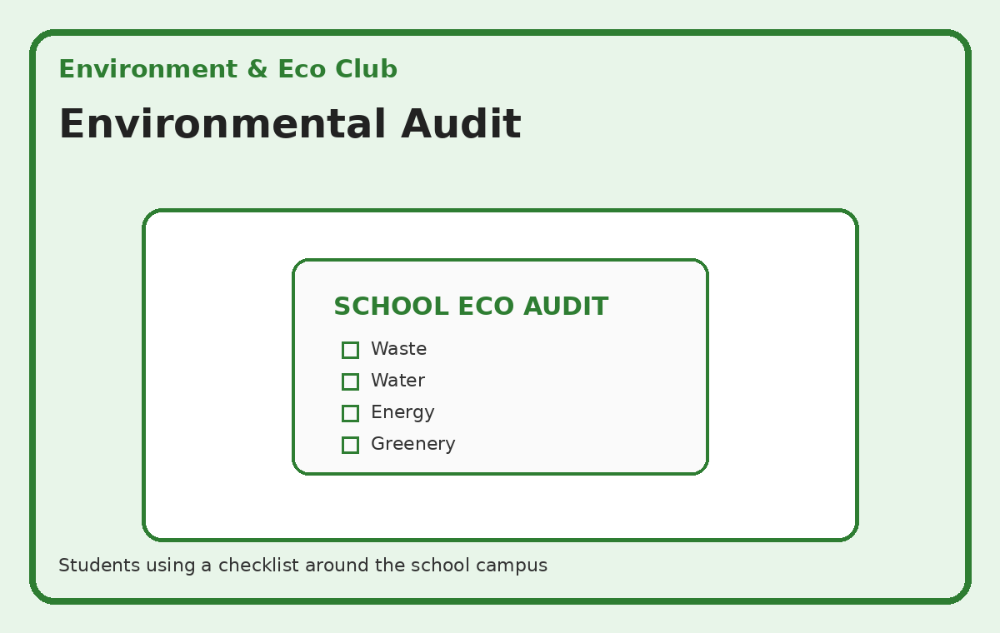 Environment & Eco Club
Environmental Audit
SCHOOL ECO AUDIT
Waste
Water
Energy
Greenery
Students using a checklist around the school campus